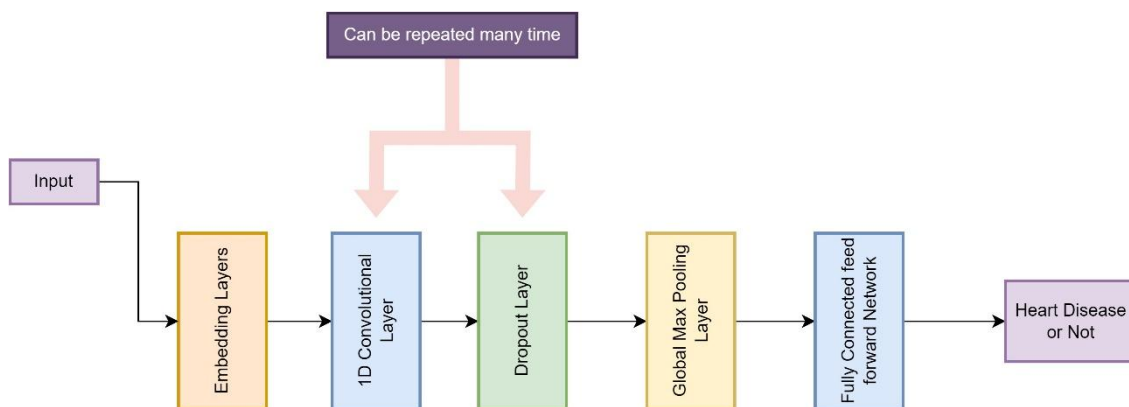 Can be repeated many time
Input
Embedding Layers
1D Convolutional
Layer
Dropout Layer
Global Max Pooling
Layer
Fully Connected feed
forward Network
Heart Disease
or Not